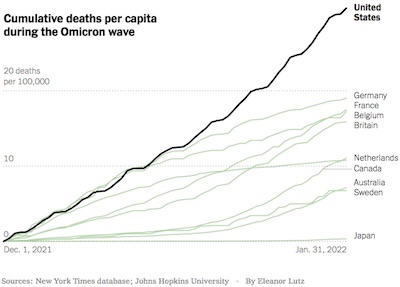 Cumulative deaths per capita
during the Omicron wave
United
States
20 deaths
per 100,000
Germany
France
Belgium
Britain
10
Netherlands
Canada
Australia
Sweden
Japan
0
Dec. 1, 2021
Jan. 31, 2022
Sources: New York Times database; Johns Hopkins University • By Eleanor Lutz